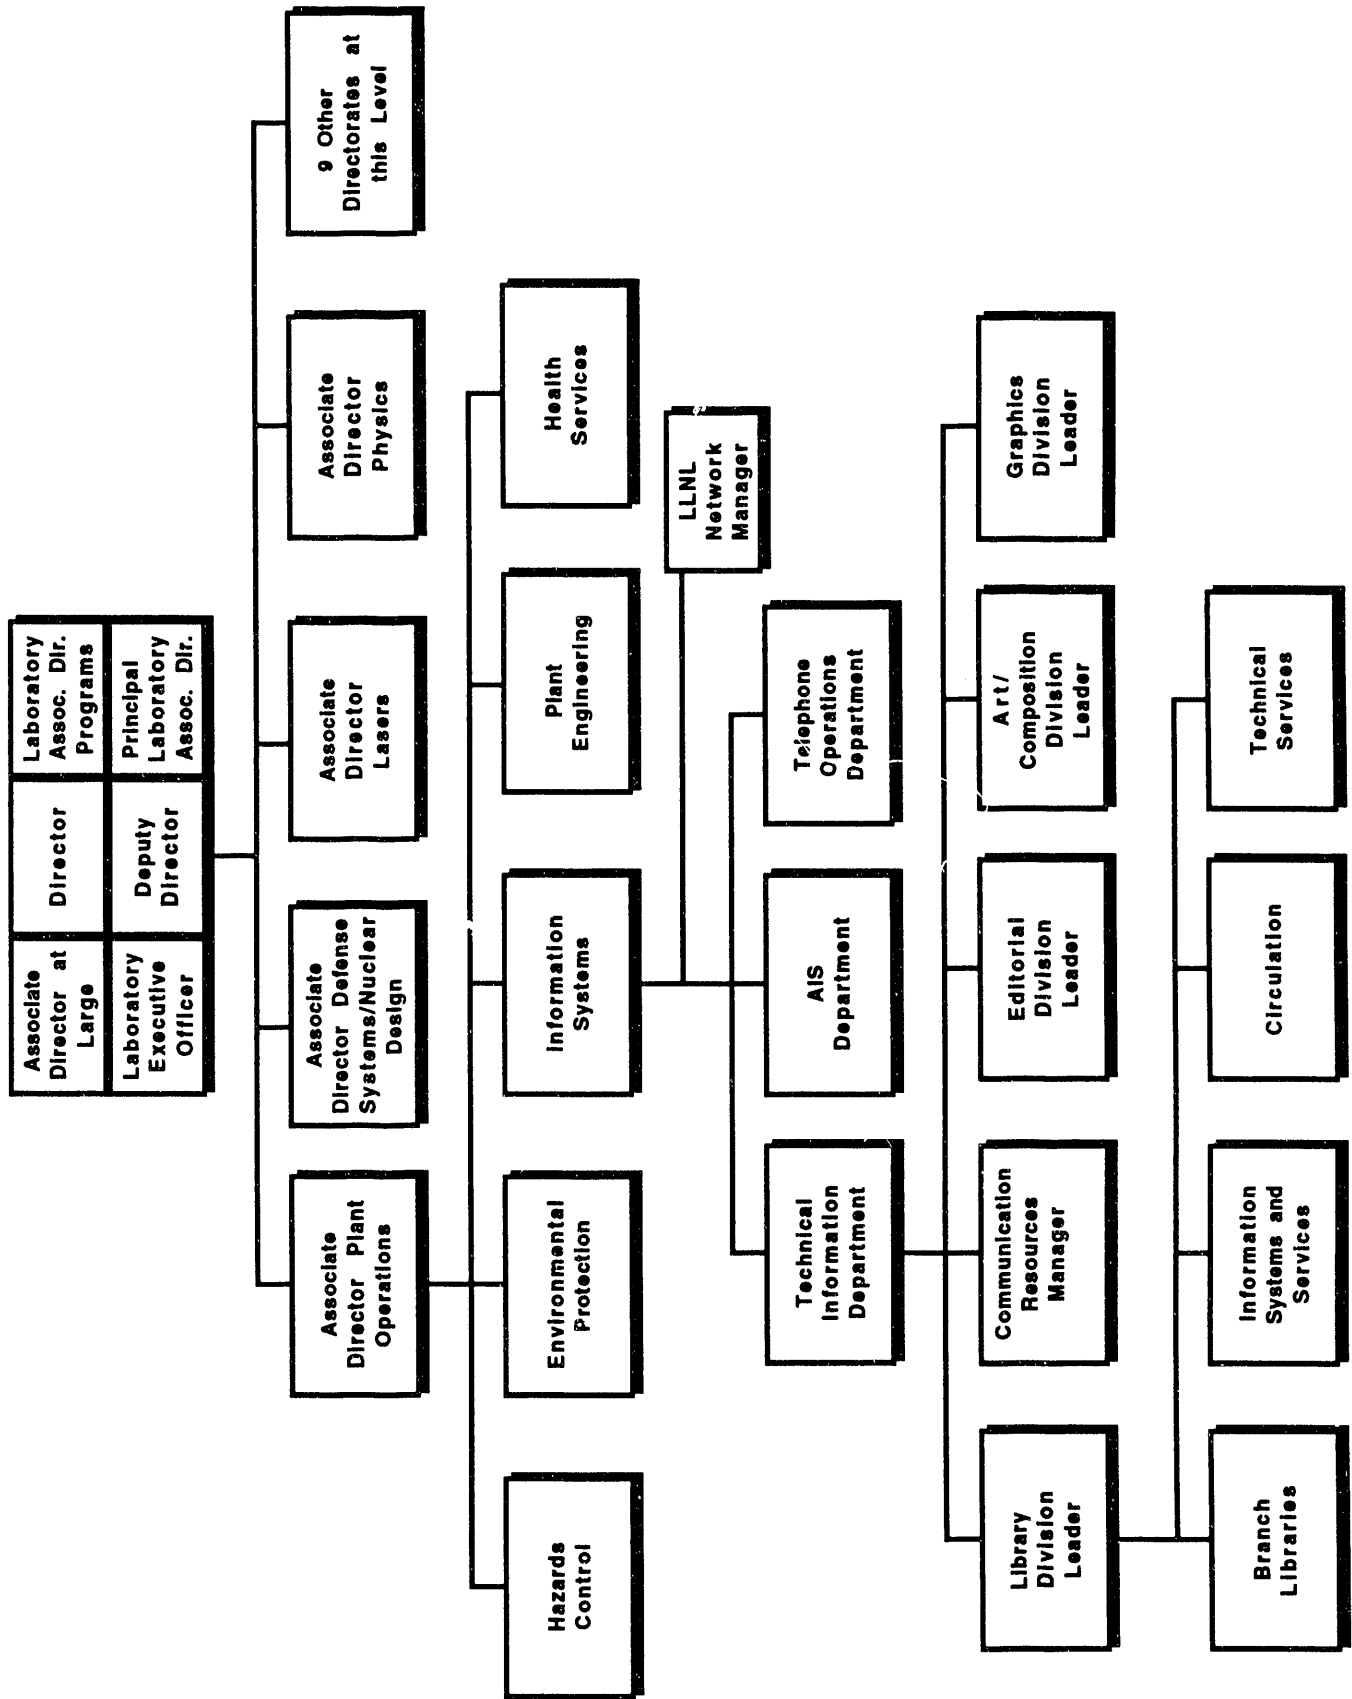 Associate
Director at
Large
Director
Laboratory
Assoc. Dir.
Programs
Laboratory
Executive
Officer
Deputy
Director
Principal
Laboratory
Assoc. Dir.
Associate
Director Plant
Operations
Associate
Director Defense
Systems/Nuclear
Design
Associate
Director
Lasers
Associate
Director
Physics
9 Other
Directorates at
this Level
Hazards
Control
Environmental
Protection
Information
Systems
Plant
Engineering
Health
Services
LLNL
Network
Manager
Technical
Information
Department
AIS
Department
Telephone
Operations
Department
Library
Division
Leader
Communication
Resources
Manager
Editorial
Division
Leader
Art/
Composition
Division
Leader
Graphics
Division
Leader
Branch
Libraries
Information
Systems and
Services
Circulation
Technical
Services